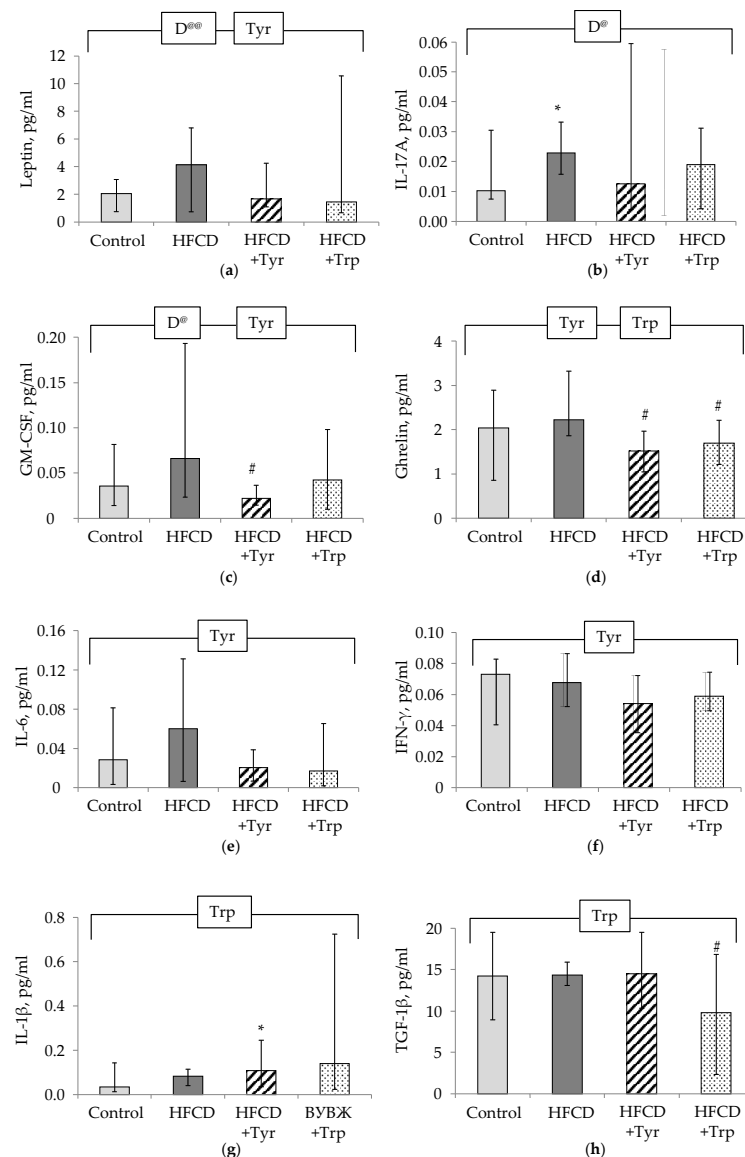 D@@ Tyr
Leptin, pg/ml
12
10
8
6
4
2
0
Control HFCD HFCD HFCD
+Tyr +Trp
(a)
D@
IL-17A, pg/ml
0.06
0.05
0.04
0.03
0.02
0.01
0.00
*
Control HFCD HFCD HFCD
+Tyr +Trp
(b)
D@ Tyr
GM-CSF, pg/ml
0.20
0.15
0.10
0.05
0
#
Control HFCD HFCD HFCD
+Tyr +Trp
(c)
Tyr Trp
Ghrelin, pg/ml
4
3
2
1
0
# #
Control HFCD HFCD HFCD
+Tyr +Trp
(d)
Tyr
IL-6, pg/ml
0.16
0.12
0.08
0.04
0
Control HFCD HFCD HFCD
+Tyr +Trp
(e)
Tyr
IFN-γ, pg/ml
0.10
0.08
0.06
0.04
0.02
0
Control HFCD HFCD HFCD
+Tyr +Trp
(f)
Trp
IL-1β, pg/ml
0.8
0.6
0.4
0.2
0.0
*
Control HFCD HFCD ВУВЖ
+Tyr +Trp
(g)
Trp
TGF-1β, pg/ml
20
15
10
5
0
#
Control HFCD HFCD HFCD
+Tyr +Trp
(h)